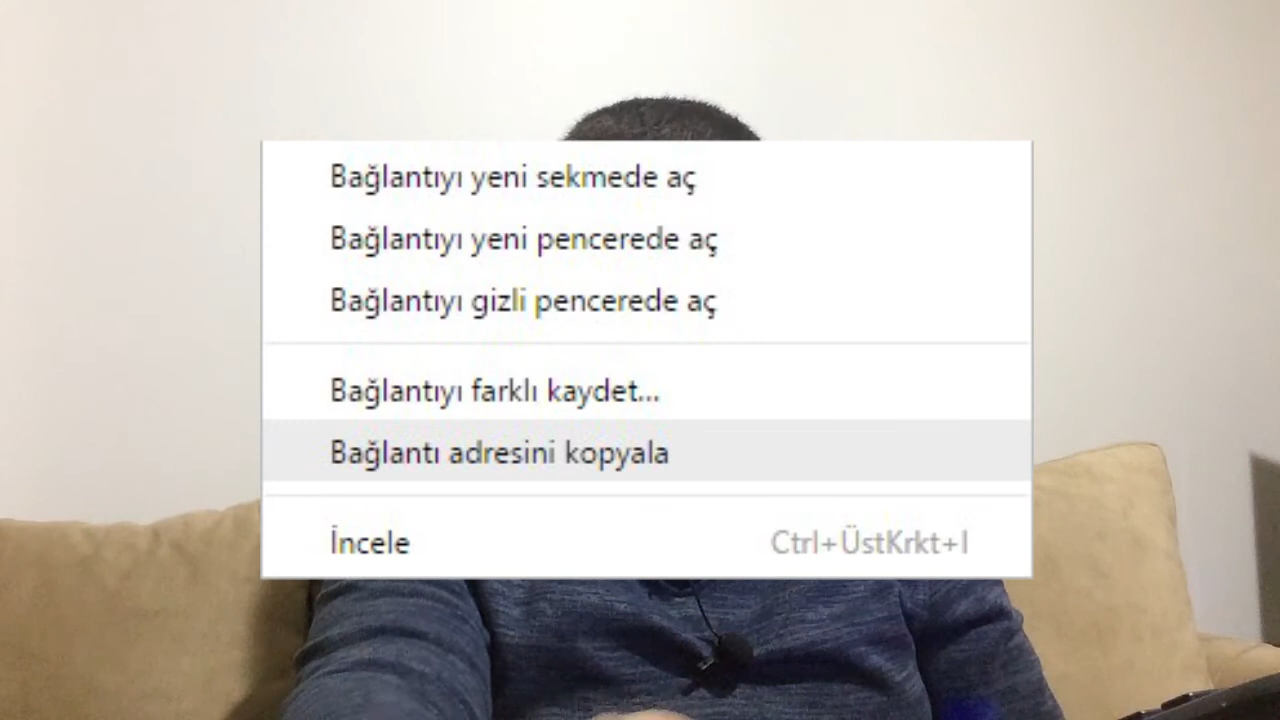 Bağlantıyı yeni sekmede aç
Bağlantıyı yeni pencerede aç
Bağlantıyı gizli pencerede aç
Bağlantıyı farklı kaydet...
Bağlantı adresini kopyala
İncele Ctrl+ÜstKrkt+I